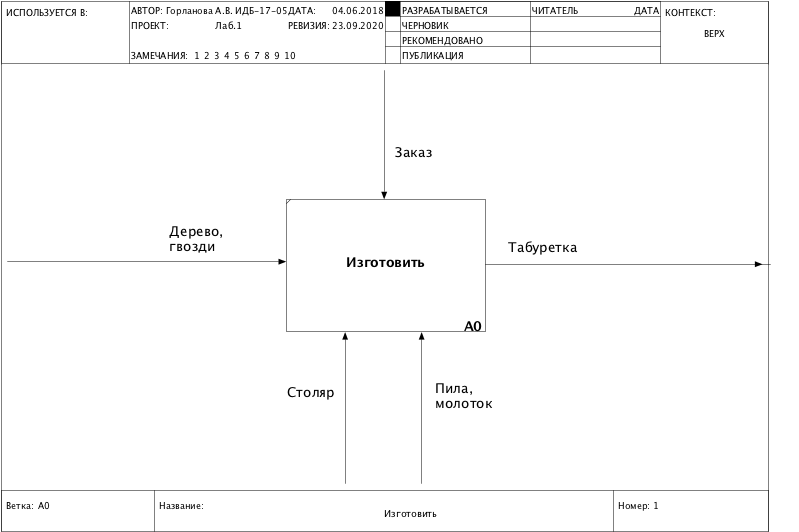 ИСПОЛЬЗУЕТСЯ В:
АВТОР: Горланова А.В. ИДБ-17-05
ДАТА: 04.06.2018
РАЗРАБАТЫВАЕТСЯ
ЧИТАТЕЛЬ ДАТА
КОНТЕКСТ:
ПРОЕКТ: Лаб.1
РЕВИЗИЯ: 23.09.2020
ЧЕРНОВИК
ВЕРХ
РЕКОМЕНДОВАНО
ЗАМЕЧАНИЯ: 1 2 3 4 5 6 7 8 9 10
ПУБЛИКАЦИЯ
Заказ
Дерево,
гвозди
Табуретка
Изготовить
A0
Столяр
Пила,
молоток
Ветка: A0
Название:
Изготовить
Номер: 1